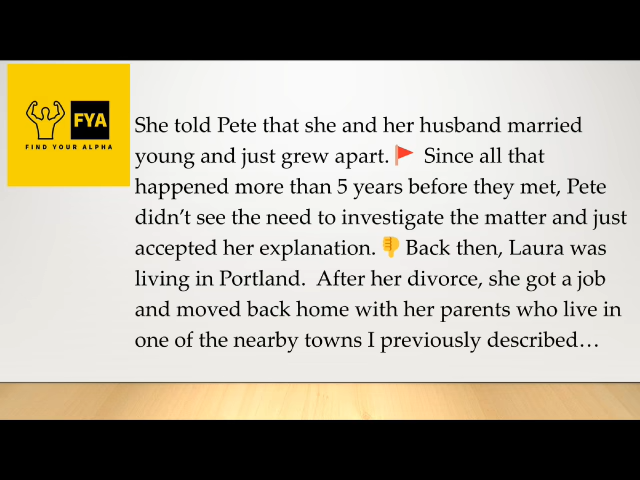 FYA
FIND YOUR ALPHA
She told Pete that she and her husband married
young and just grew apart.🚩 Since all that
happened more than 5 years before they met, Pete
didn’t see the need to investigate the matter and just
accepted her explanation.👎Back then, Laura was
living in Portland.  After her divorce, she got a job
and moved back home with her parents who live in
one of the nearby towns I previously described…